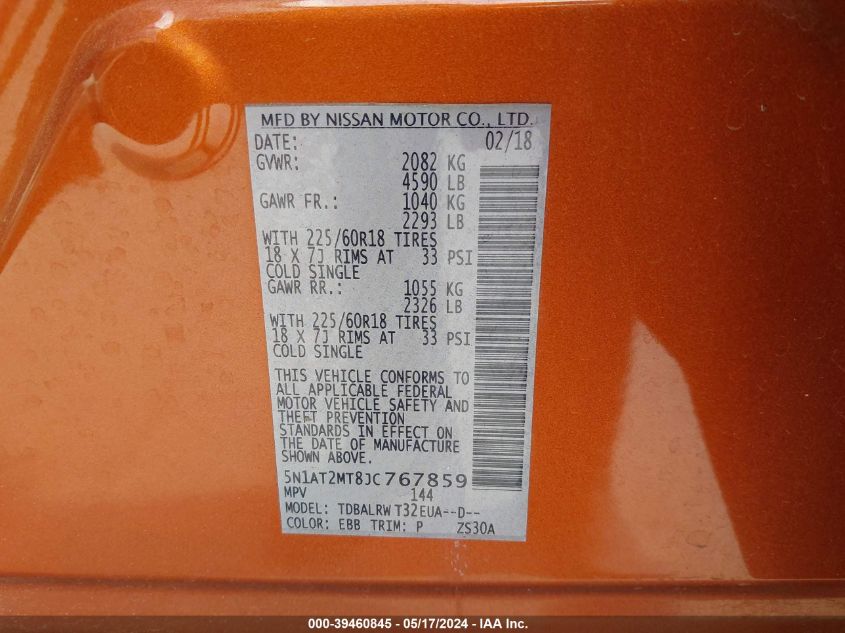 MFD BY NISSAN MOTOR CO., LTD.
DATE: 02/18
GVWR: 2082 KG
4590 LB
GAWR FR.: 1040 KG
2293 LB
WITH 225/60R18 TIRES
18 X 7J RIMS AT 33 PSI
COLD SINGLE
GAWR RR.: 1055 KG
2326 LB
WITH 225/60R18 TIRES
18 X 7J RIMS AT 33 PSI
COLD SINGLE
THIS VEHICLE CONFORMS TO
ALL APPLICABLE FEDERAL
MOTOR VEHICLE SAFETY AND
THEFT PREVENTION
STANDARDS IN EFFECT ON
THE DATE OF MANUFACTURE
SHOWN ABOVE.
5N1AT2MT8JC767859
MPV 144
MODEL: TDBALRW T32EUA--D--
COLOR: EBB TRIM: P ZS30A
000-39460845 - 05/17/2024 - IAA Inc.